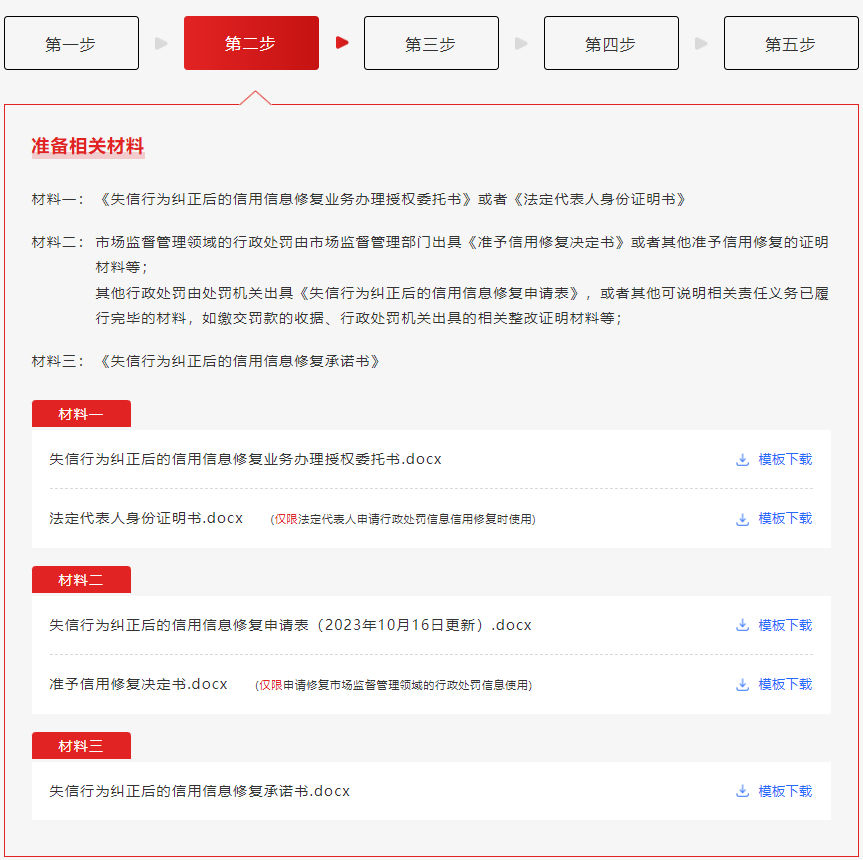 第一步
第二步
第三步
第四步
第五步
准备相关材料
材料一：《失信行为纠正后的信用信息修复业务办理授权委托书》或者《法定代表人身份证明书》
材料二：市场监督管理领域的行政处罚由市场监督管理部门出具《准予信用修复决定书》或者其他准予信用修复的证明
材料等；
其他行政处罚由处罚机关出具《失信行为纠正后的信用信息修复申请表》，或者其他可说明相关责任义务已履
行完毕的材料，如缴交罚款的收据、行政处罚机关出具的相关整改证明材料等；
材料三：《失信行为纠正后的信用信息修复承诺书》
材料一
失信行为纠正后的信用信息修复业务办理授权委托书.docx 模板下载
法定代表人身份证明书.docx (仅限法定代表人申请行政处罚信息信用修复时使用) 模板下载
材料二
失信行为纠正后的信用信息修复申请表（2023年10月16日更新）.docx 模板下载
准予信用修复决定书.docx (仅限申请修复市场监督管理领域的行政处罚信息使用) 模板下载
材料三
失信行为纠正后的信用信息修复承诺书.docx 模板下载